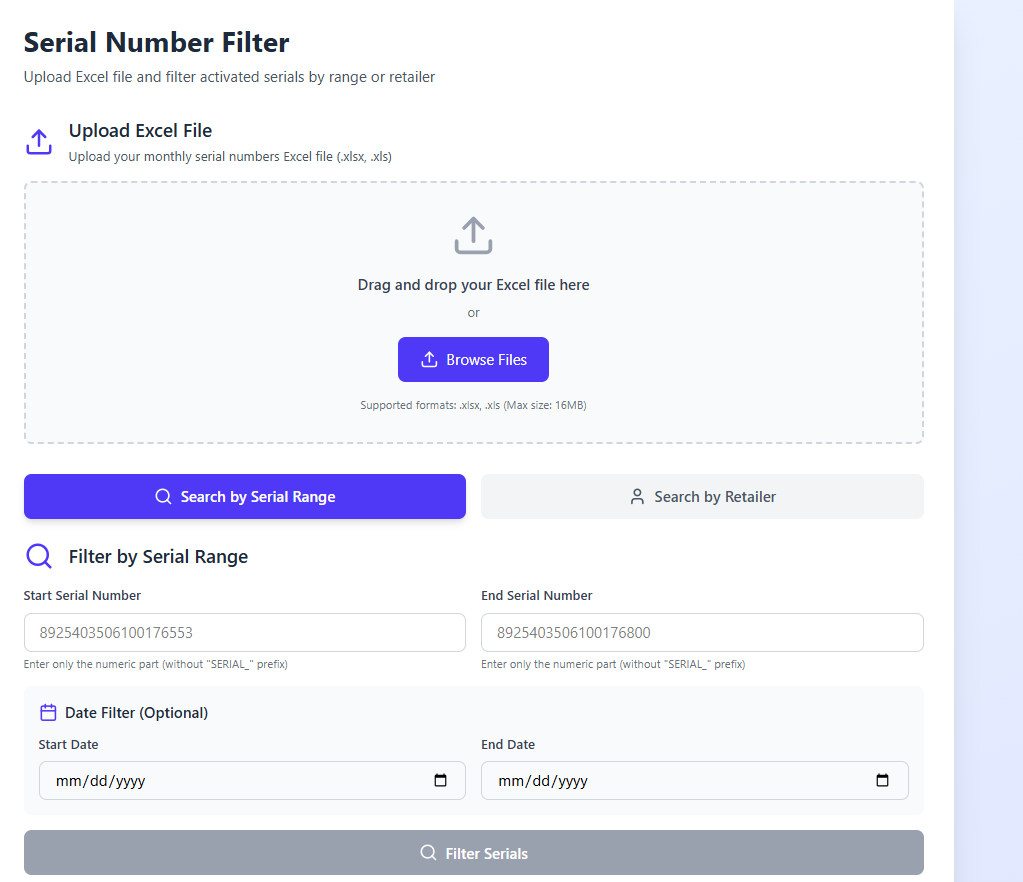 Serial Number Filter
Upload Excel file and filter activated serials by range or retailer
Upload Excel File
Upload your monthly serial numbers Excel file (.xlsx, .xls)
Drag and drop your Excel file here
or
Browse Files
Supported formats: .xlsx, .xls (Max size: 16MB)
Search by Serial Range
Search by Retailer
Filter by Serial Range
Start Serial Number
End Serial Number
8925403506100176553
8925403506100176800
Enter only the numeric part (without "SERIAL_" prefix)
Enter only the numeric part (without "SERIAL_" prefix)
Date Filter (Optional)
Start Date
End Date
mm/dd/yyyy
mm/dd/yyyy
Filter Serials